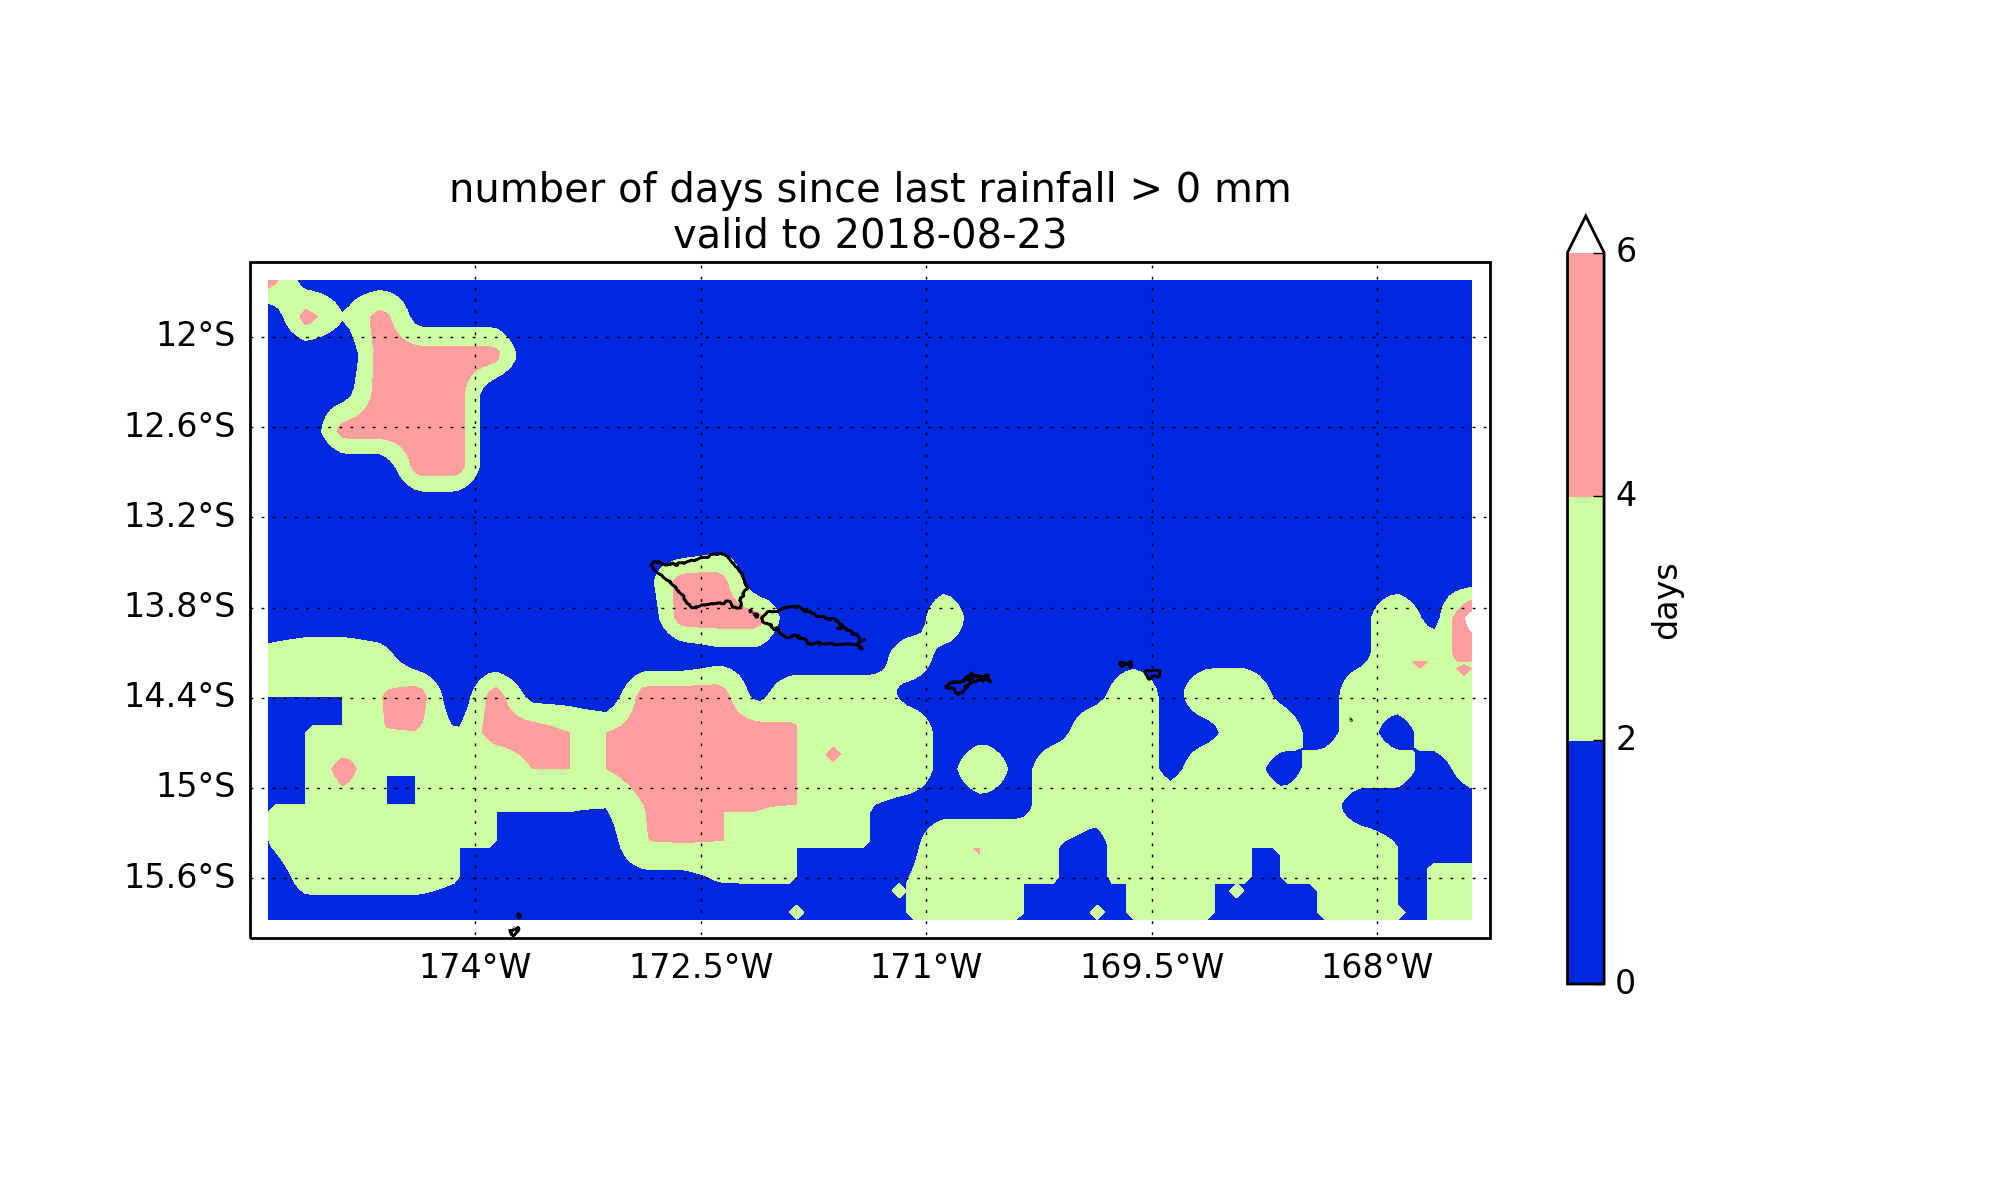 number of days since last rainfall > 0 mm
valid to 2018-08-23
12°S
12.6°S
13.2°S
13.8°S
14.4°S
15°S
15.6°S
174°W 172.5°W 171°W 169.5°W 168°W
6
4
2
0
days